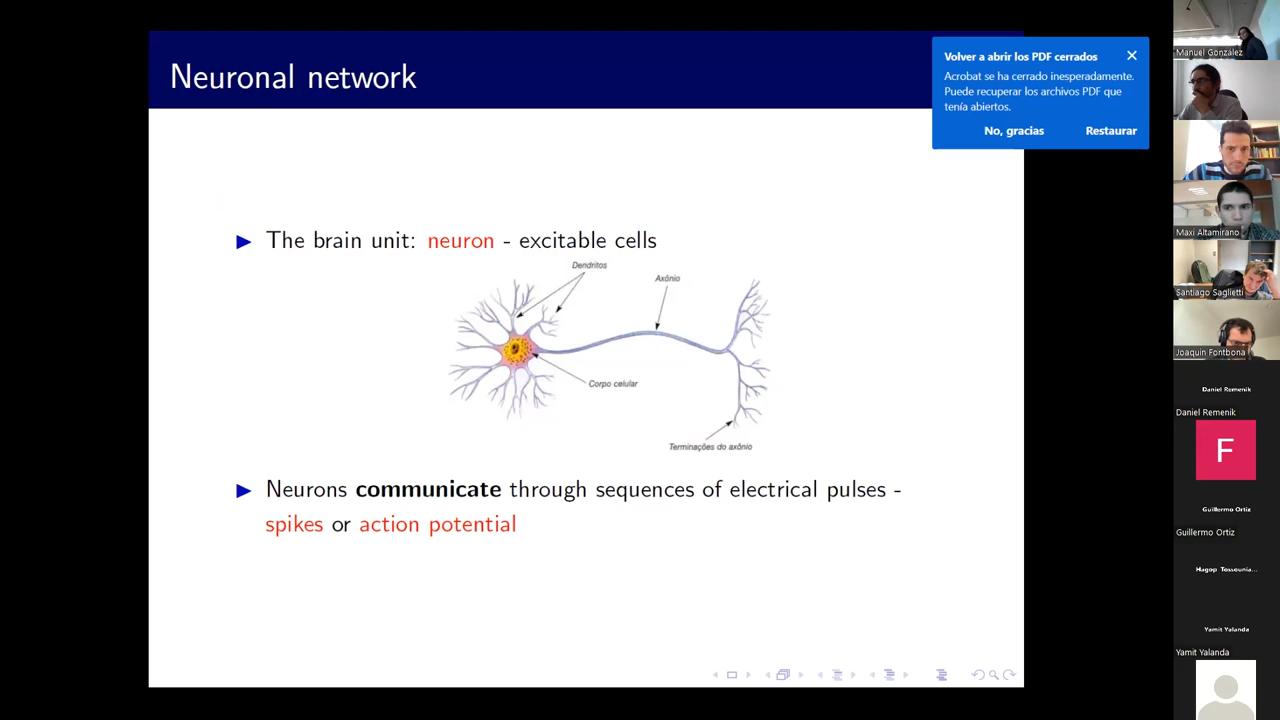 Neuronal network
Volver a abrir los PDF cerrados
Acrobat se ha cerrado inesperadamente.
Puede recuperar los archivos PDF que
tenía abiertos.
No, gracias
Restaurar
The brain unit: neuron - excitable cells
Dendritos
Axônio
Corpo celular
Terminações do axônio
Neurons communicate through sequences of electrical pulses -
spikes or action potential
Manuel González
Maxi Altamirano
Santiago Saglietti
Joaquin Fontbona
Daniel Remenik
Daniel Remenik
F
Guillermo Ortiz
Guillermo Ortiz
Hagop Tossounia...
Yamit Yalanda
Yamit Yalanda